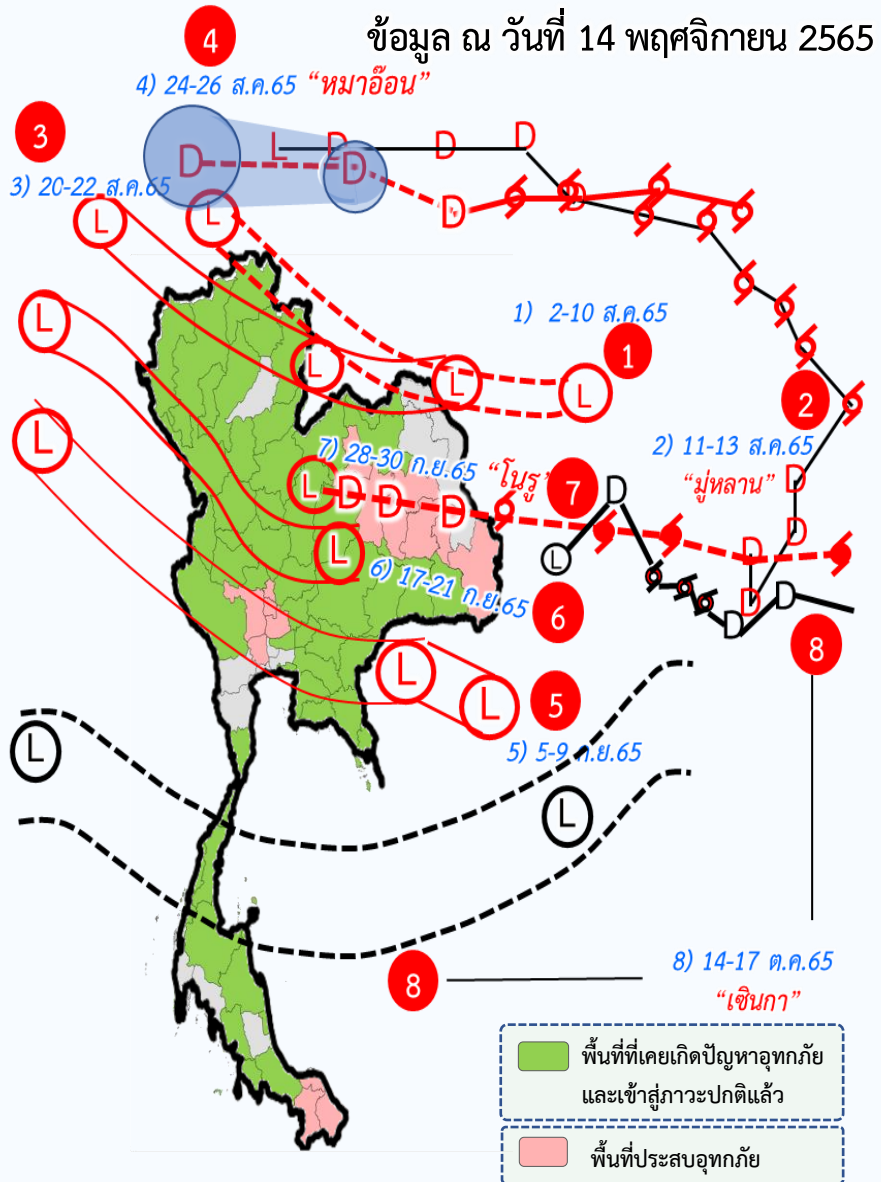 ข้อมูล ณ วันที่ 14 พฤศจิกายน 2565
4
4) 24-26 ส.ค.65 “หมาอ๊อน”
3
D L D D D
D
3) 20-22 ส.ค.65
D
L L
1) 2-10 ส.ค.65
L
1
L
L L
2
2) 11-13 ส.ค.65
“มู่หลาน”
L
7) 28-30 ก.ย.65 “โนรู”
7
D
D
L D D D
D
L
L
D
6) 17-21 ก.ย.65
6
D
D
D
8
L
L
5
5) 5-9 ก.ย.65
L
L
8
8) 14-17 ต.ค.65
“เซินกา”
พื้นที่ที่เคยเกิดปัญหาอุทกภัย
และเข้าสู่ภาวะปกติแล้ว
พื้นที่ประสบอุทกภัย